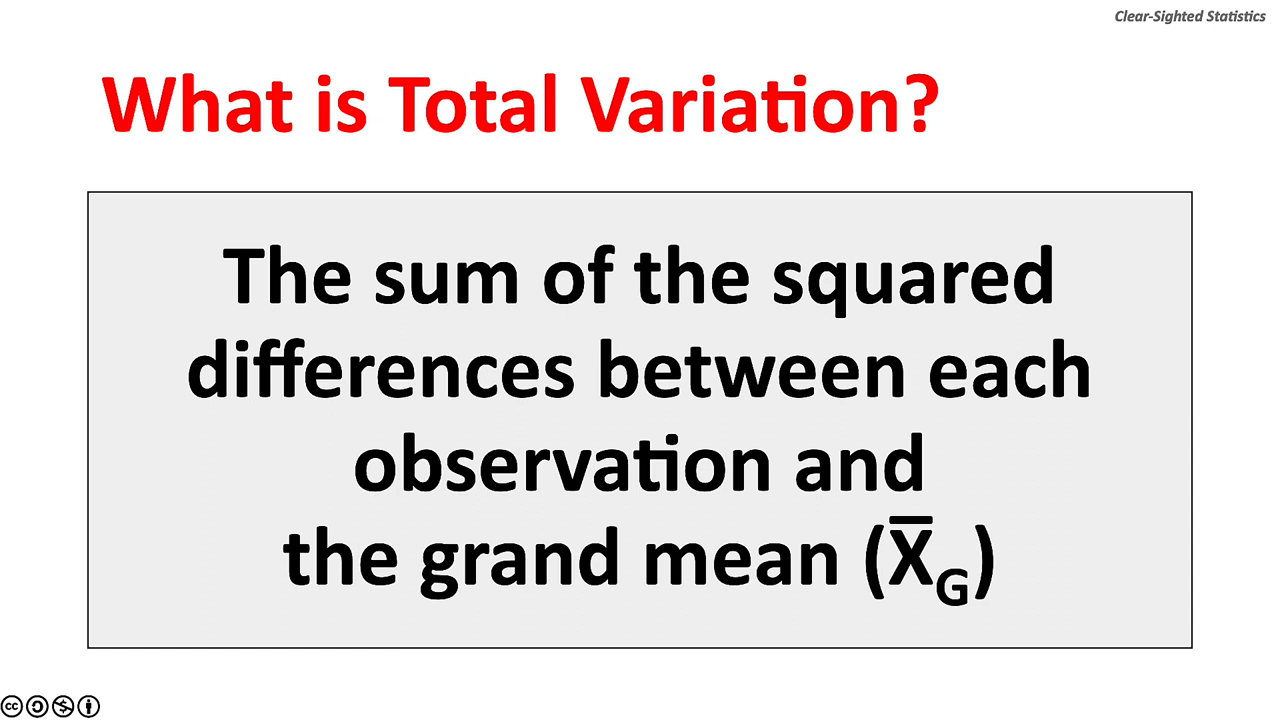 Clear-Sighted Statistics
What is Total Variation?
The sum of the squared
differences between each
observation and
the grand mean (X̅G)
cc